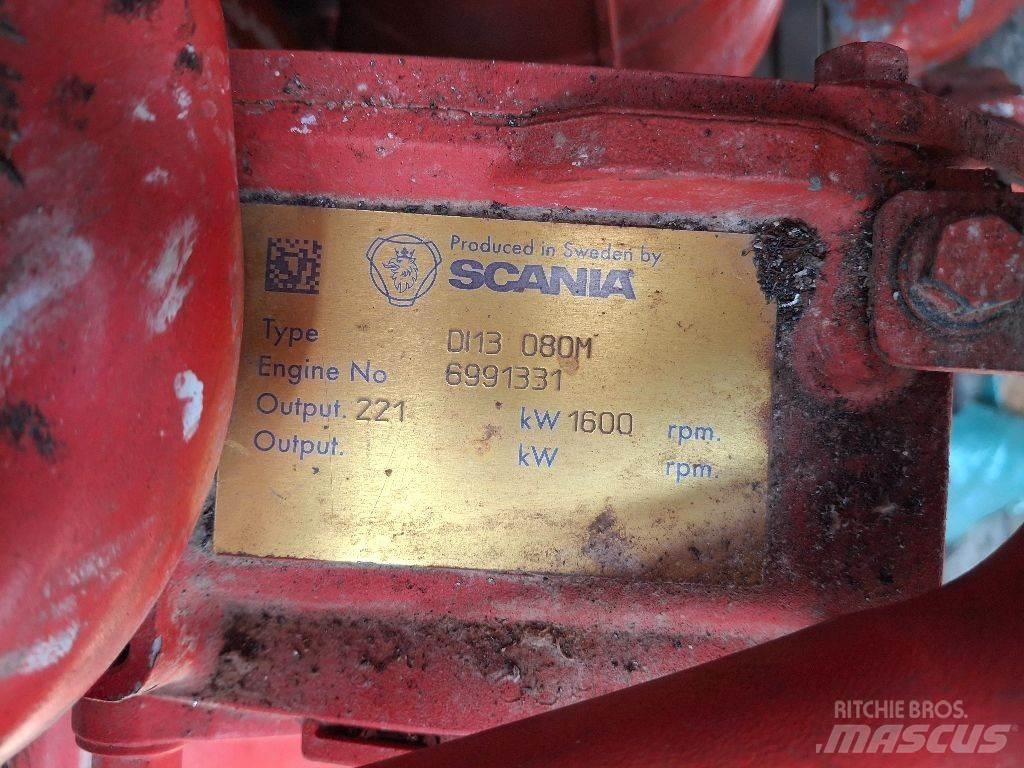 Produced in Sweden by
SCANIA
Type DI13 080M
Engine No 6991331
Output. 221 kW 1600 rpm.
Output. kW rpm.
RITCHIE BROS.
MASCUS